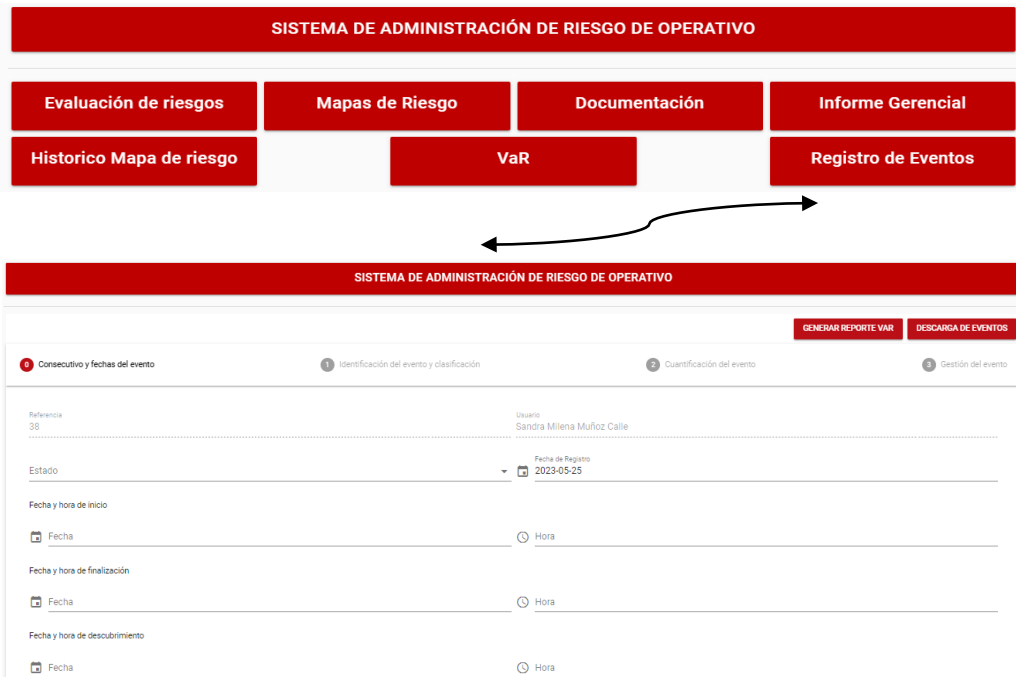 SISTEMA DE ADMINISTRACIÓN DE RIESGO DE OPERATIVO
Evaluación de riesgos
Mapas de Riesgo
Documentación
Informe Gerencial
Historico Mapa de riesgo
VaR
Registro de Eventos
SISTEMA DE ADMINISTRACIÓN DE RIESGO DE OPERATIVO
GENERAR REPORTE VAR
DESCARGA DE EVENTOS
0 Consecutivo y fechas del evento
1 Identificación del evento y clasificación
2 Cuantificación del evento
3 Gestión del evento
Referencia
38
Usuario
Sandra Milena Muñoz Calle
Estado
Fecha de Registro
2023-05-25
Fecha y hora de inicio
Fecha
Hora
Fecha y hora de finalización
Fecha
Hora
Fecha y hora de descubrimiento
Fecha
Hora